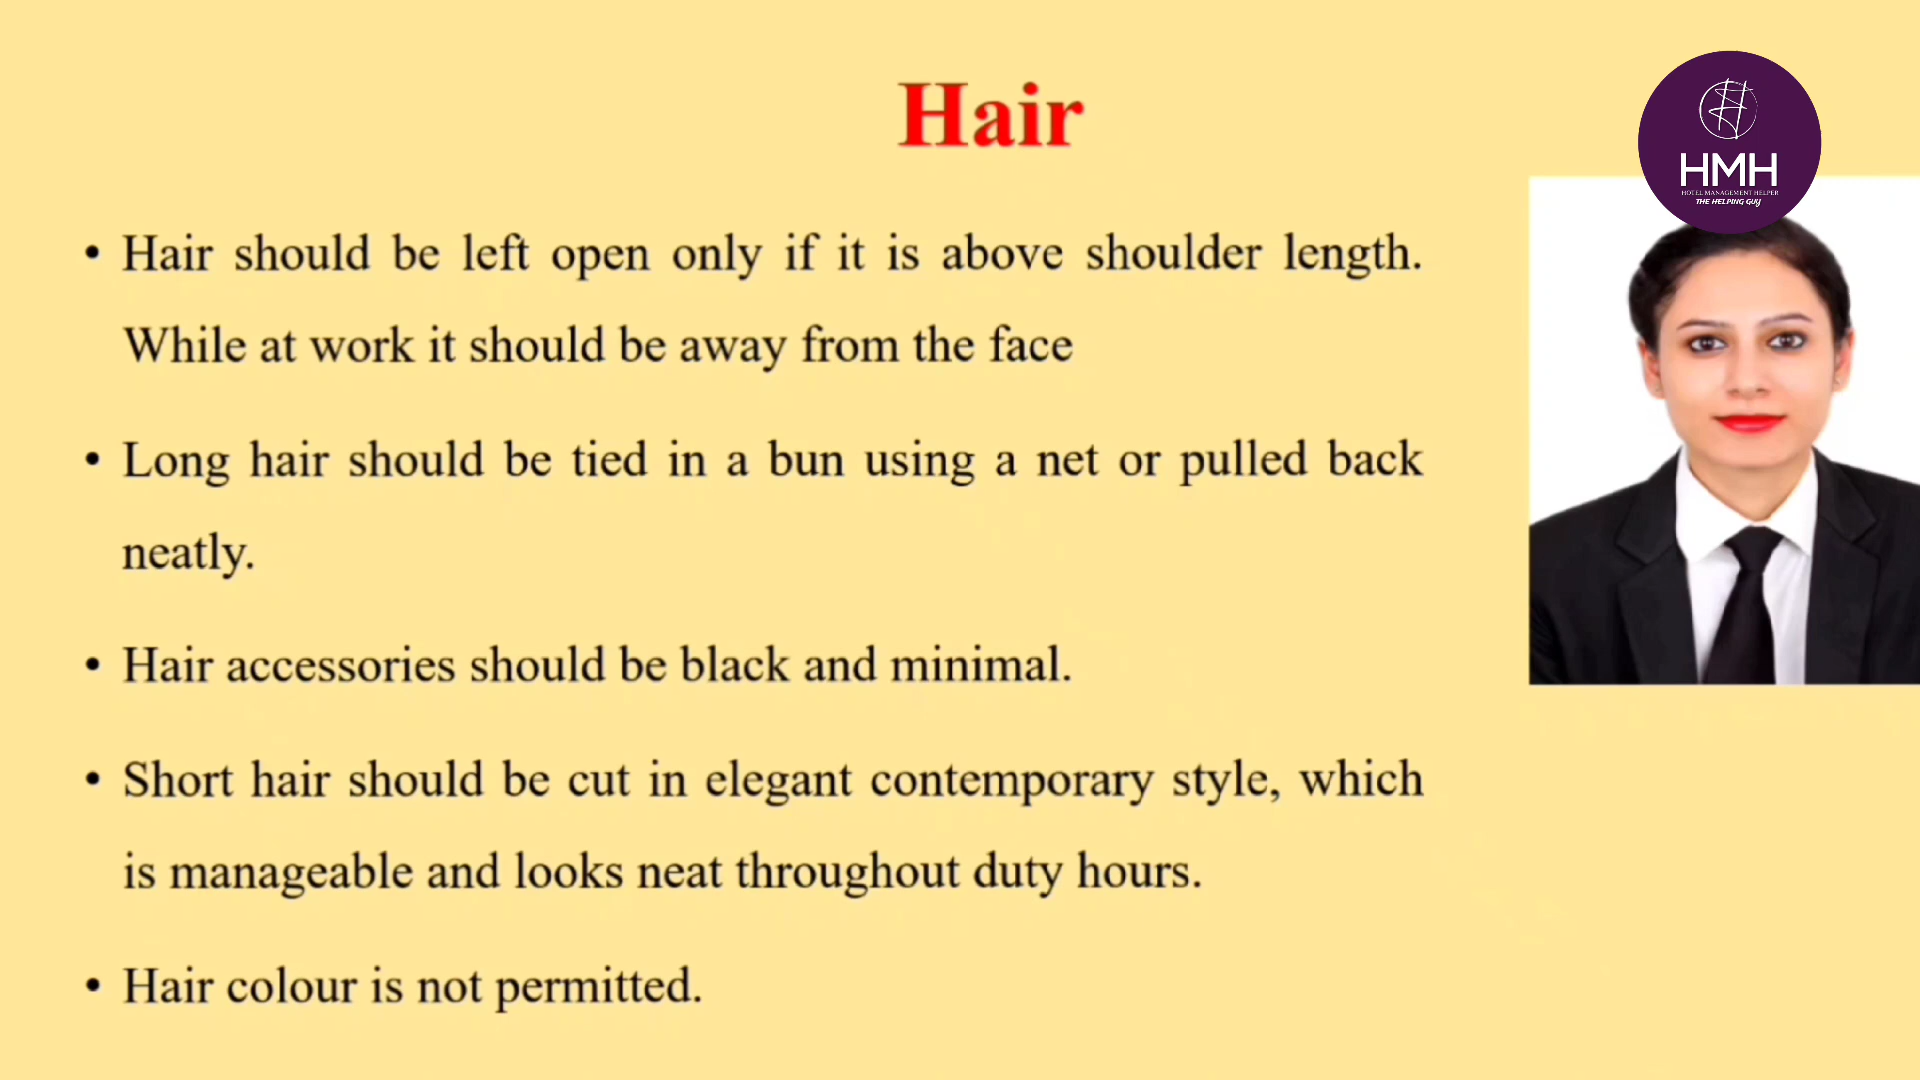 Hair
• Hair should be left open only if it is above shoulder length.
While at work it should be away from the face
• Long hair should be tied in a bun using a net or pulled back
neatly.
• Hair accessories should be black and minimal.
• Short hair should be cut in elegant contemporary style, which
is manageable and looks neat throughout duty hours.
• Hair colour is not permitted.
HMH
HOTEL MANAGEMENT HELPER
THE HELPING GUY